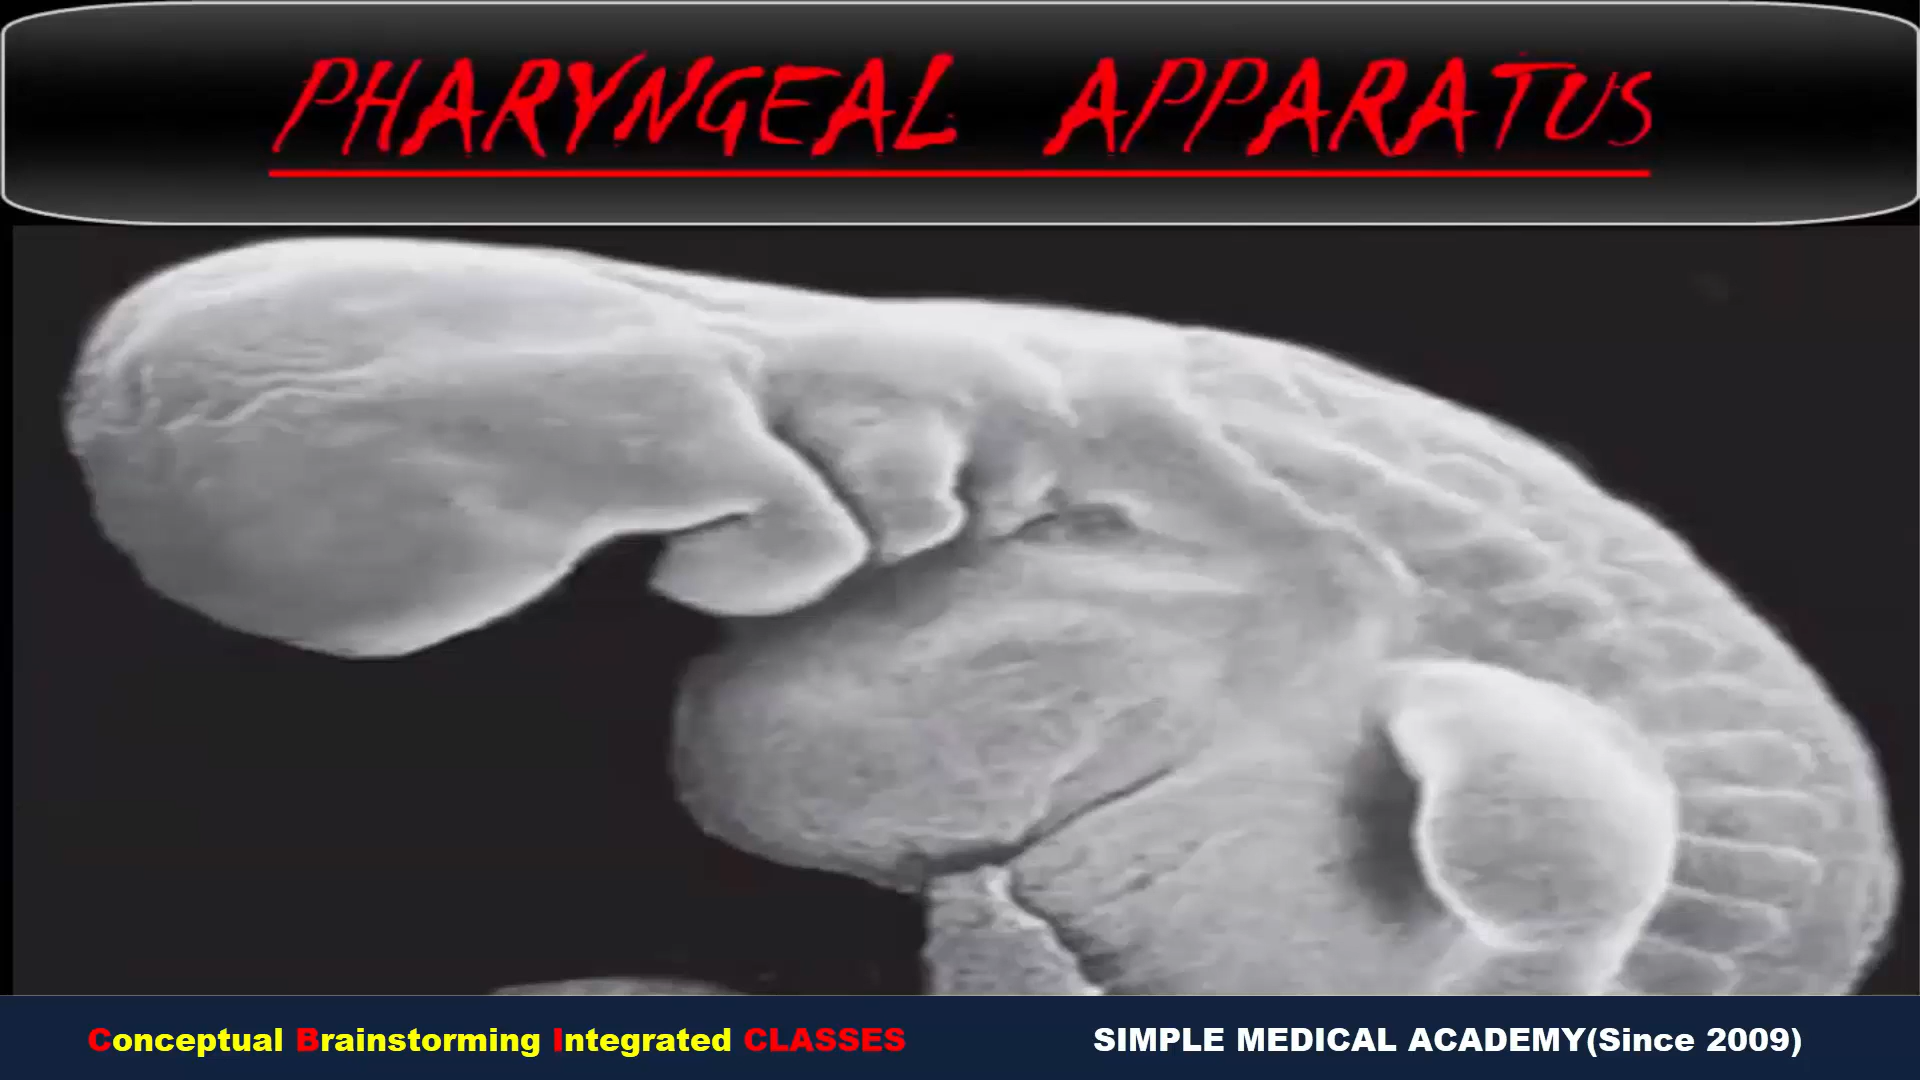 PHARYNGEAL APPARATUS
Conceptual Brainstorming Integrated CLASSES
SIMPLE MEDICAL ACADEMY(Since 2009)